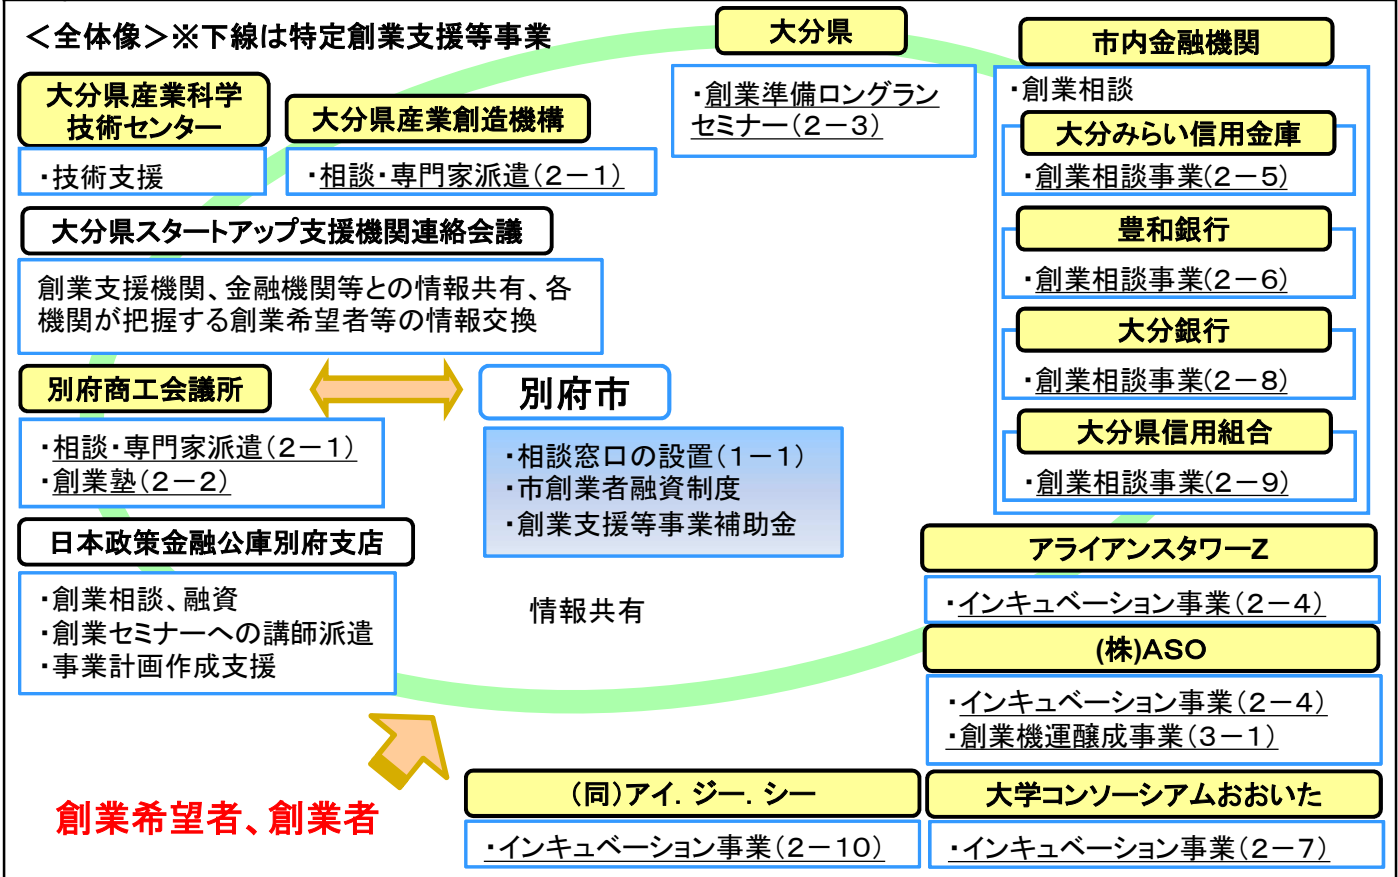 ＜全体像＞※下線は特定創業支援等事業
大分県産業科学
技術センター
・技術支援
大分県産業創造機構
・相談・専門家派遣（２－１）
大分県
・創業準備ロングラン
セミナー（２－３）
市内金融機関
・創業相談
大分みらい信用金庫
・創業相談事業(２－５)
豊和銀行
・創業相談事業(２－６)
大分銀行
・創業相談事業(２－８)
大分県信用組合
・創業相談事業(２－９)
大分県スタートアップ支援機関連絡会議
創業支援機関、金融機関等との情報共有、各
機関が把握する創業希望者等の情報交換
別府商工会議所
・相談・専門家派遣（２－１）
・創業塾（２－２）
別府市
・相談窓口の設置（１－１）
・市創業者融資制度
・創業支援等事業補助金
日本政策金融公庫別府支店
・創業相談、融資
・創業セミナーへの講師派遣
・事業計画作成支援
情報共有
アライアンスタワーZ
・インキュベーション事業（２－４）
(株)ASO
・インキュベーション事業（２－４）
・創業機運醸成事業（３－１）
創業希望者、創業者
（同）アイ．ジー．シー
・インキュベーション事業（２－１０）
大学コンソーシアムおおいた
・インキュベーション事業（２－７）